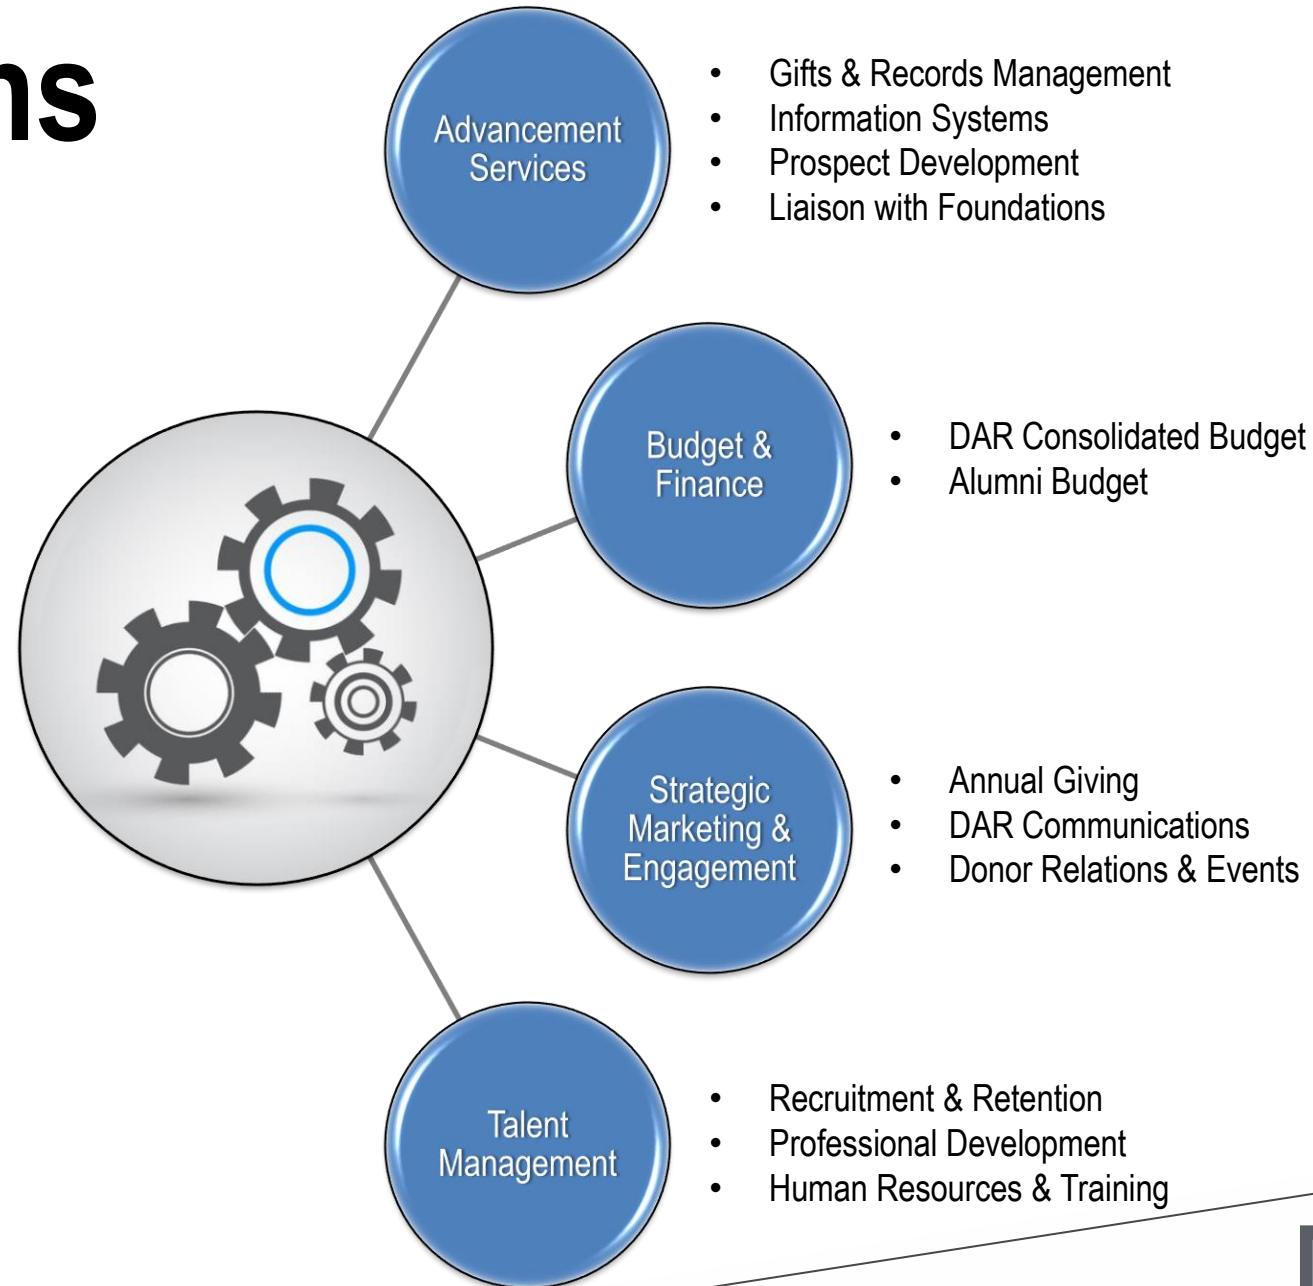 ns
Advancement
Services
• Gifts & Records Management
• Information Systems
• Prospect Development
• Liaison with Foundations
Budget &
Finance
• DAR Consolidated Budget
• Alumni Budget
Strategic
Marketing &
Engagement
• Annual Giving
• DAR Communications
• Donor Relations & Events
Talent
Management
• Recruitment & Retention
• Professional Development
• Human Resources & Training